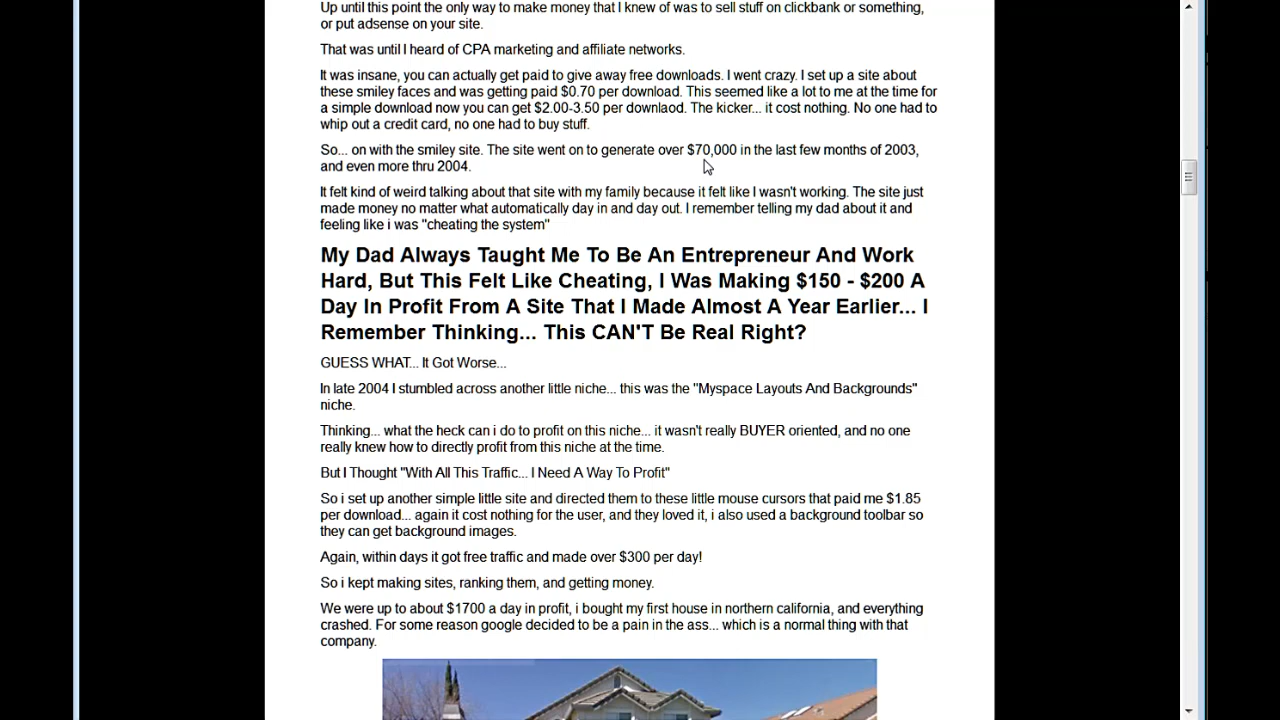 Up until this point the only way to make money that I knew of was to sell stuff on clickbank or something,
or put adsense on your site.
That was until I heard of CPA marketing and affiliate networks.
It was insane, you can actually get paid to give away free downloads. I went crazy. I set up a site about
these smiley faces and was getting paid $0.70 per download. This seemed like a lot to me at the time for
a simple download now you can get $2.00-3.50 per downlaod. The kicker... it cost nothing. No one had to
whip out a credit card, no one had to buy stuff.
So... on with the smiley site. The site went on to generate over $70,000 in the last few months of 2003,
and even more thru 2004.
It felt kind of weird talking about that site with my family because it felt like I wasn't working. The site just
made money no matter what automatically day in and day out. I remember telling my dad about it and
feeling like i was "cheating the system"
My Dad Always Taught Me To Be An Entrepreneur And Work
Hard, But This Felt Like Cheating, I Was Making $150 - $200 A
Day In Profit From A Site That I Made Almost A Year Earlier... I
Remember Thinking... This CAN'T Be Real Right?
GUESS WHAT... It Got Worse...
In late 2004 I stumbled across another little niche... this was the "Myspace Layouts And Backgrounds"
niche.
Thinking... what the heck can i do to profit on this niche... it wasn't really BUYER oriented, and no one
really knew how to directly profit from this niche at the time.
But I Thought "With All This Traffic... I Need A Way To Profit"
So i set up another simple little site and directed them to these little mouse cursors that paid me $1.85
per download... again it cost nothing for the user, and they loved it, i also used a background toolbar so
they can get background images.
Again, within days it got free traffic and made over $300 per day!
So i kept making sites, ranking them, and getting money.
We were up to about $1700 a day in profit, i bought my first house in northern california, and everything
crashed. For some reason google decided to be a pain in the ass... which is a normal thing with that
company.